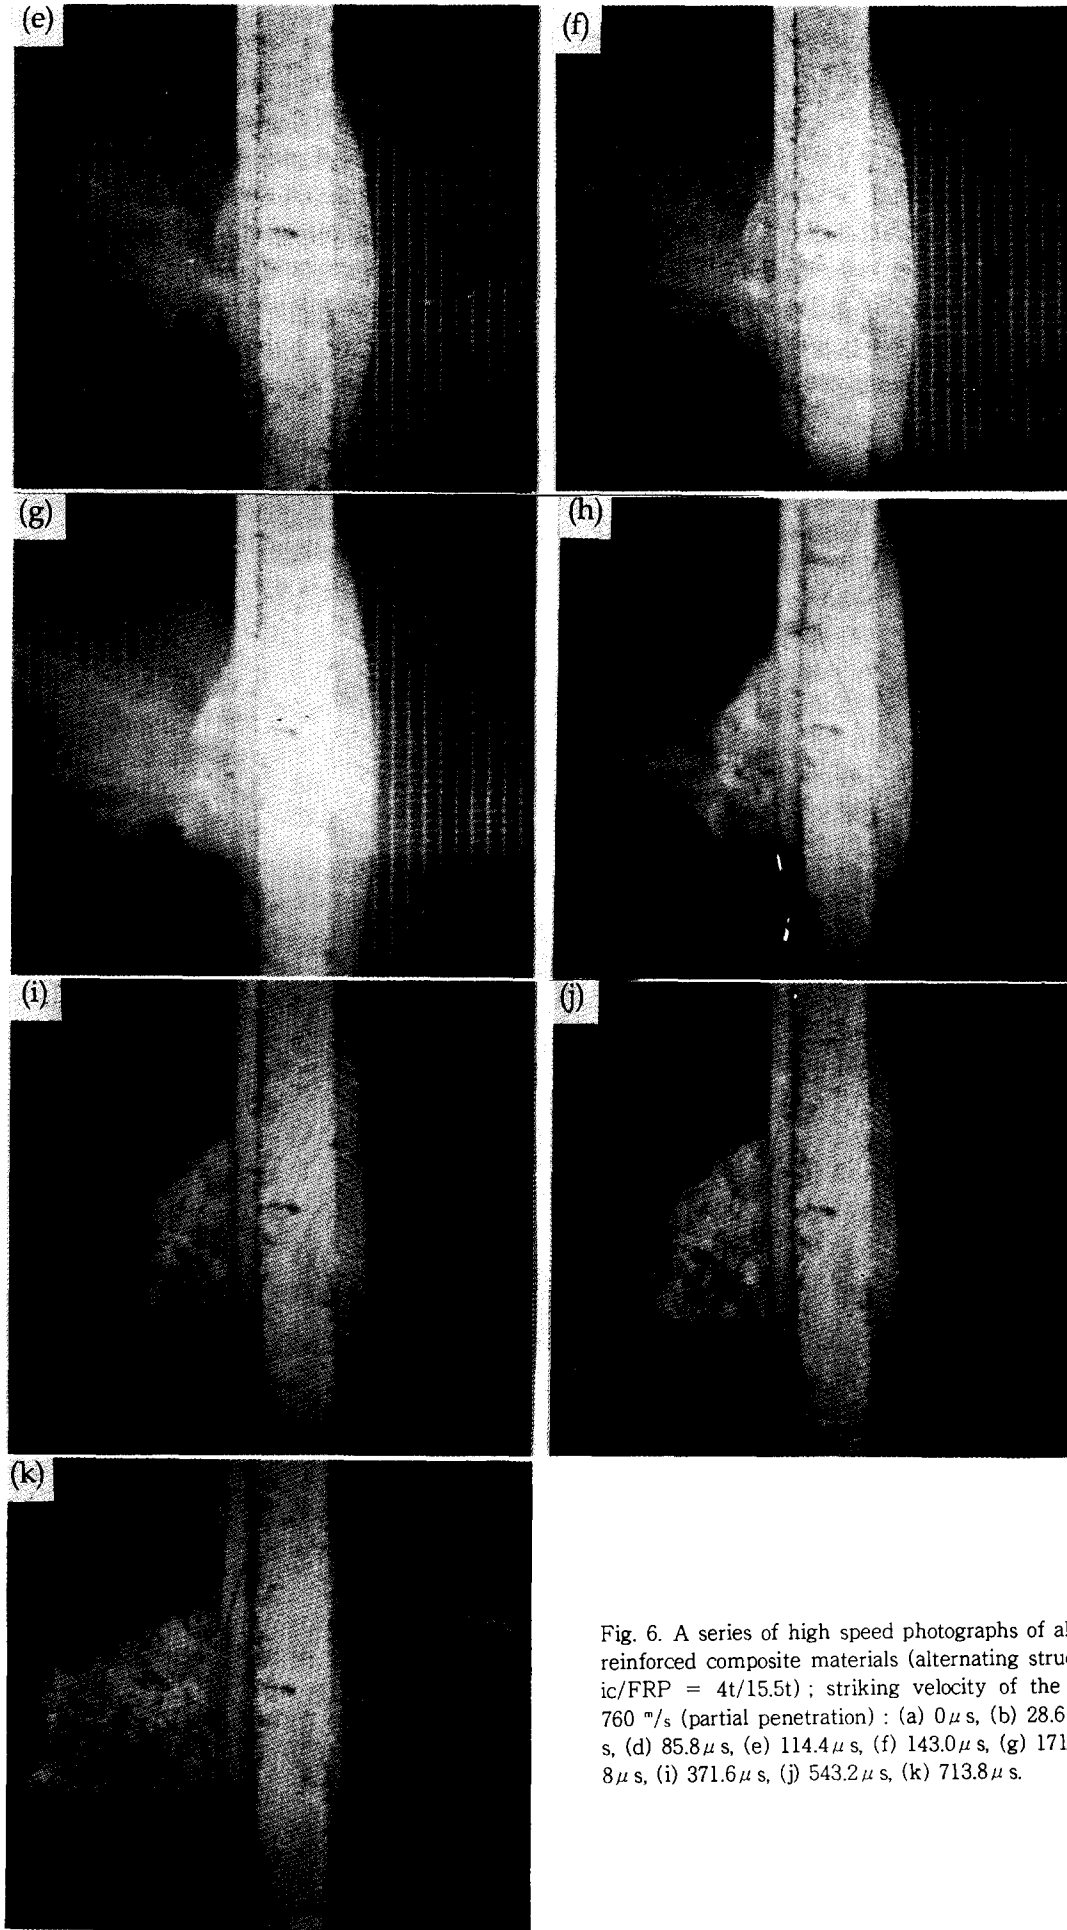 (e)
(f)
(g)
(h)
(i)
(j)
(k)
Fig. 6. A series of high speed photographs of
reinforced composite materials (alternating
ic/FRP = 4t/15.5t) ; striking velocity of the
760 m/s (partial penetration) : (a) 0μs, (b) 28.6
s, (d) 85.8μs, (e) 114.4μs, (f) 143.0μs, (g) 171
8μs, (i) 371.6μs, (j) 543.2μs, (k) 713.8μs.